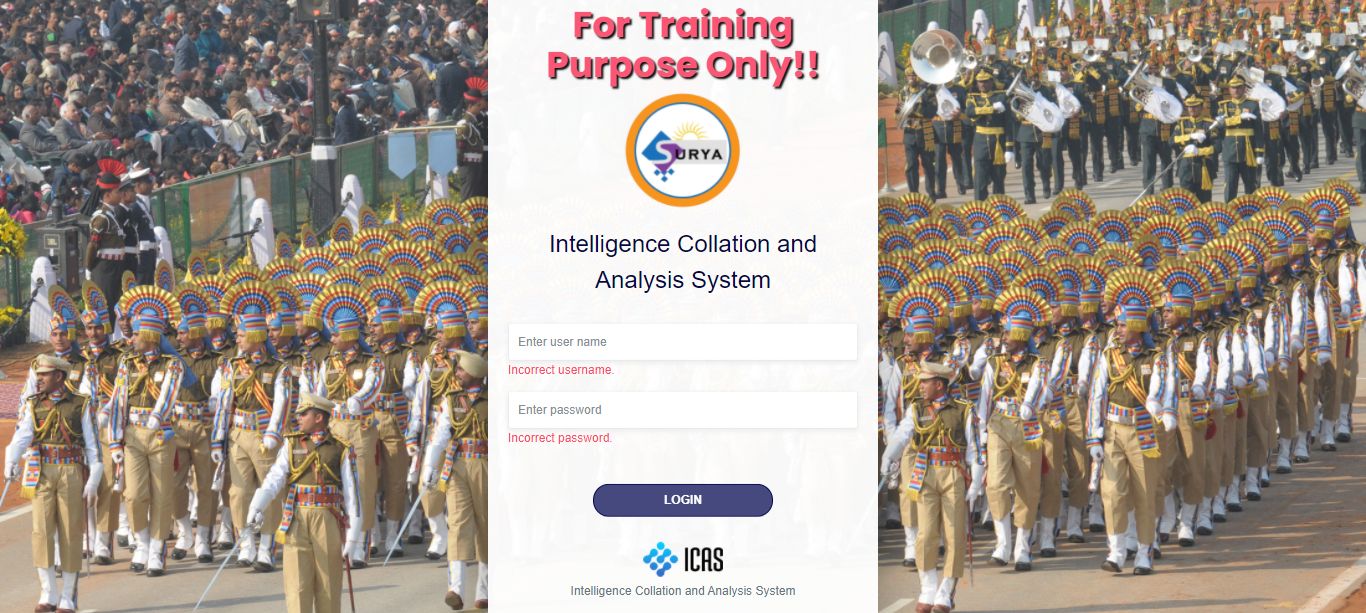 For Training
Purpose Only!!
SURYA
Intelligence Collation and
Analysis System
Enter user name
Incorrect username.
Enter password
Incorrect password.
LOGIN
ICAS
Intelligence Collation and Analysis System